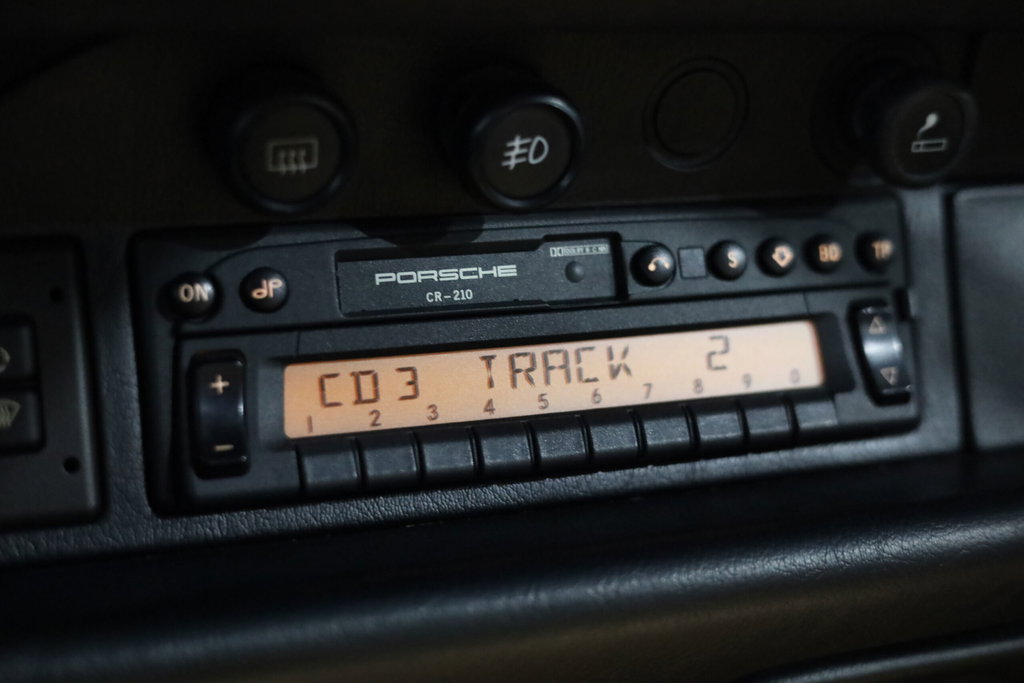 PORSCHE
CR-210
ON
S
BD
TP
+
CD3 TRACK 2
1 2 3 4 5 6 7 8 9 0
-